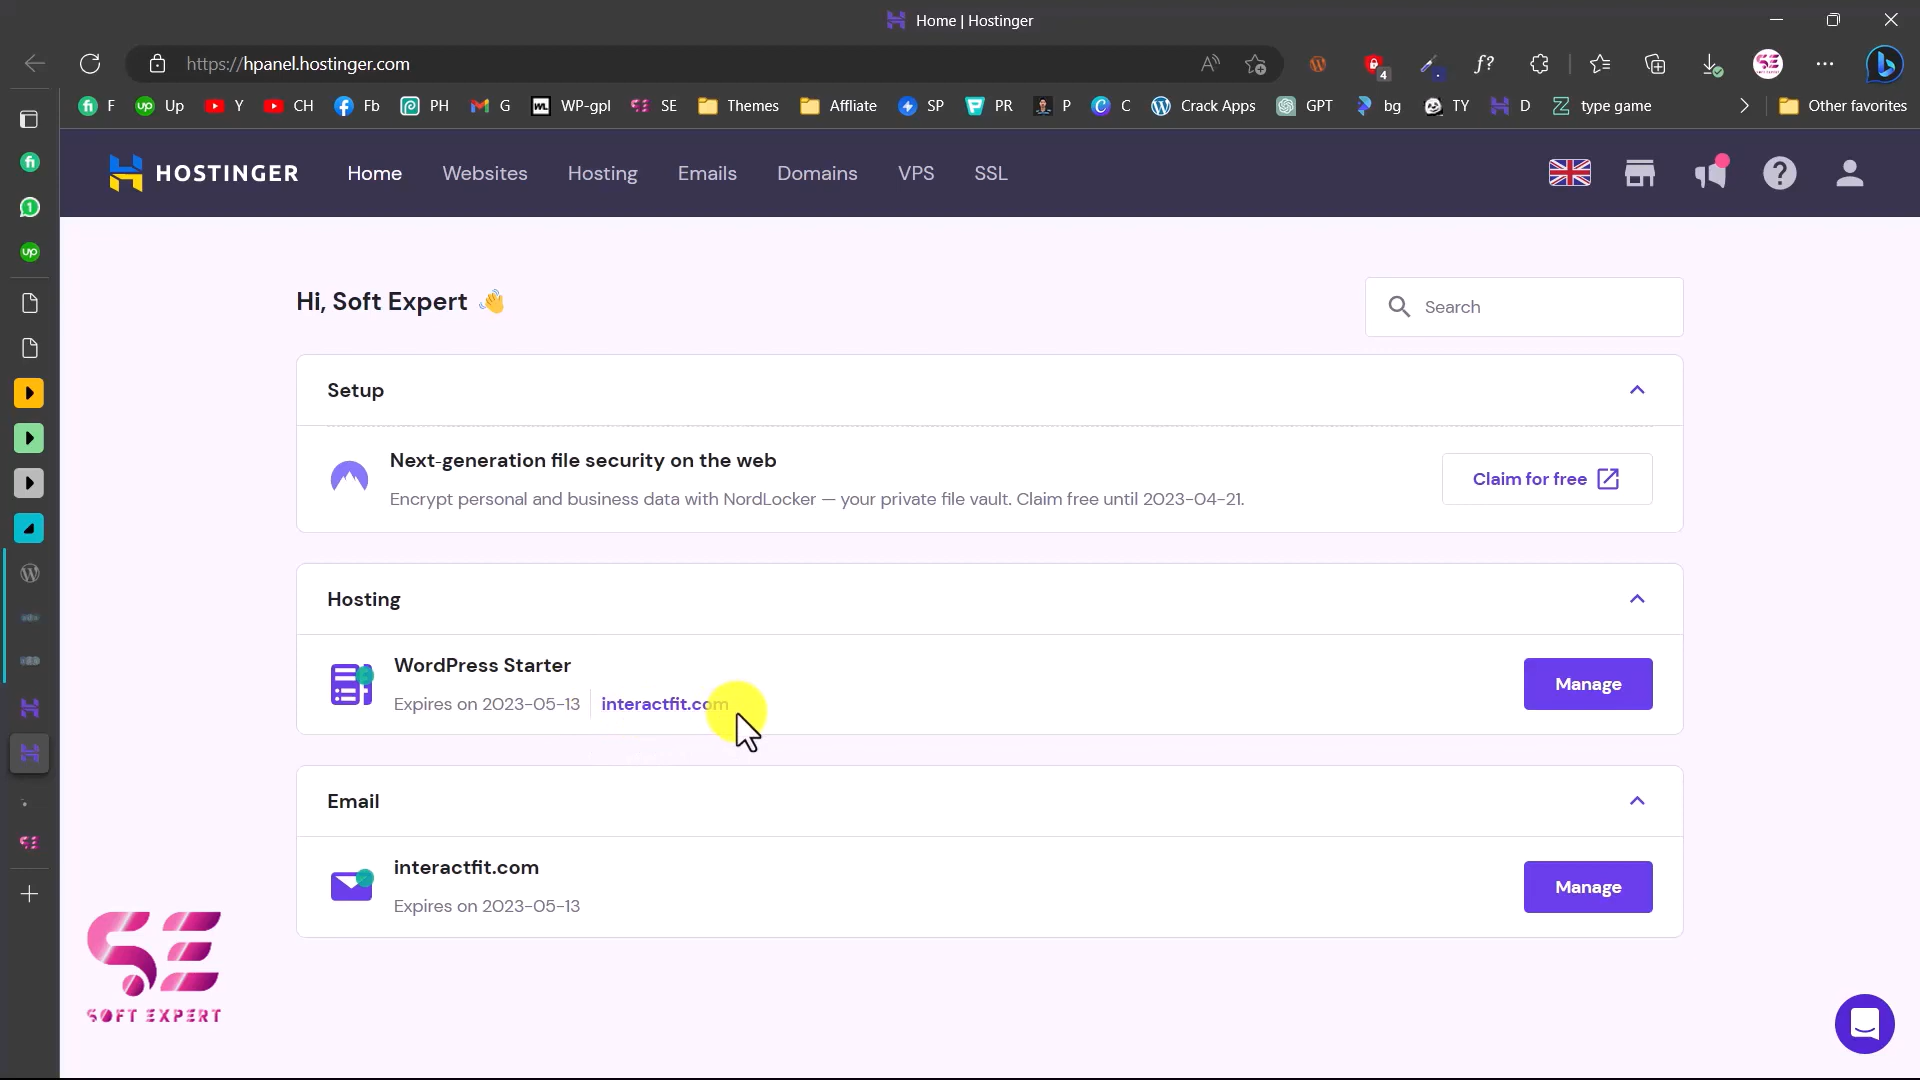 Home | Hostinger
https://hpanel.hostinger.com
4
F Up Y CH Fb PH G WP-gpl SE Themes Affliate SP PR P C Crack Apps GPT bg TY D type game Other favorites
HOSTINGER Home Websites Hosting Emails Domains VPS SSL
Hi, Soft Expert
Search
Setup
Next-generation file security on the web
Encrypt personal and business data with NordLocker — your private file vault. Claim free until 2023-04-21.
Claim for free
Hosting
WordPress Starter
Expires on 2023-05-13
interactfit.com
Manage
Email
interactfit.com
Expires on 2023-05-13
Manage
SE
SOFT EXPERT